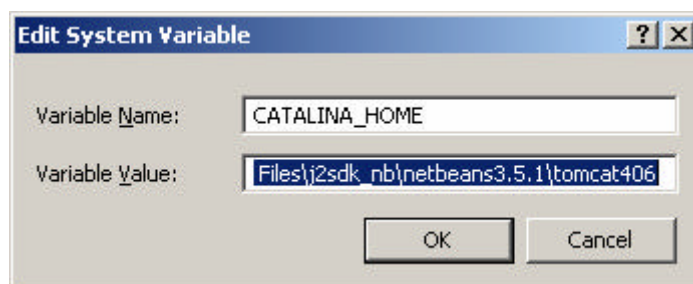 Edit System Variable
Variable Name: CATALINA_HOME
Variable Value: Files\j2sdk_nb\netbeans3.5.1\tomcat406
OK Cancel